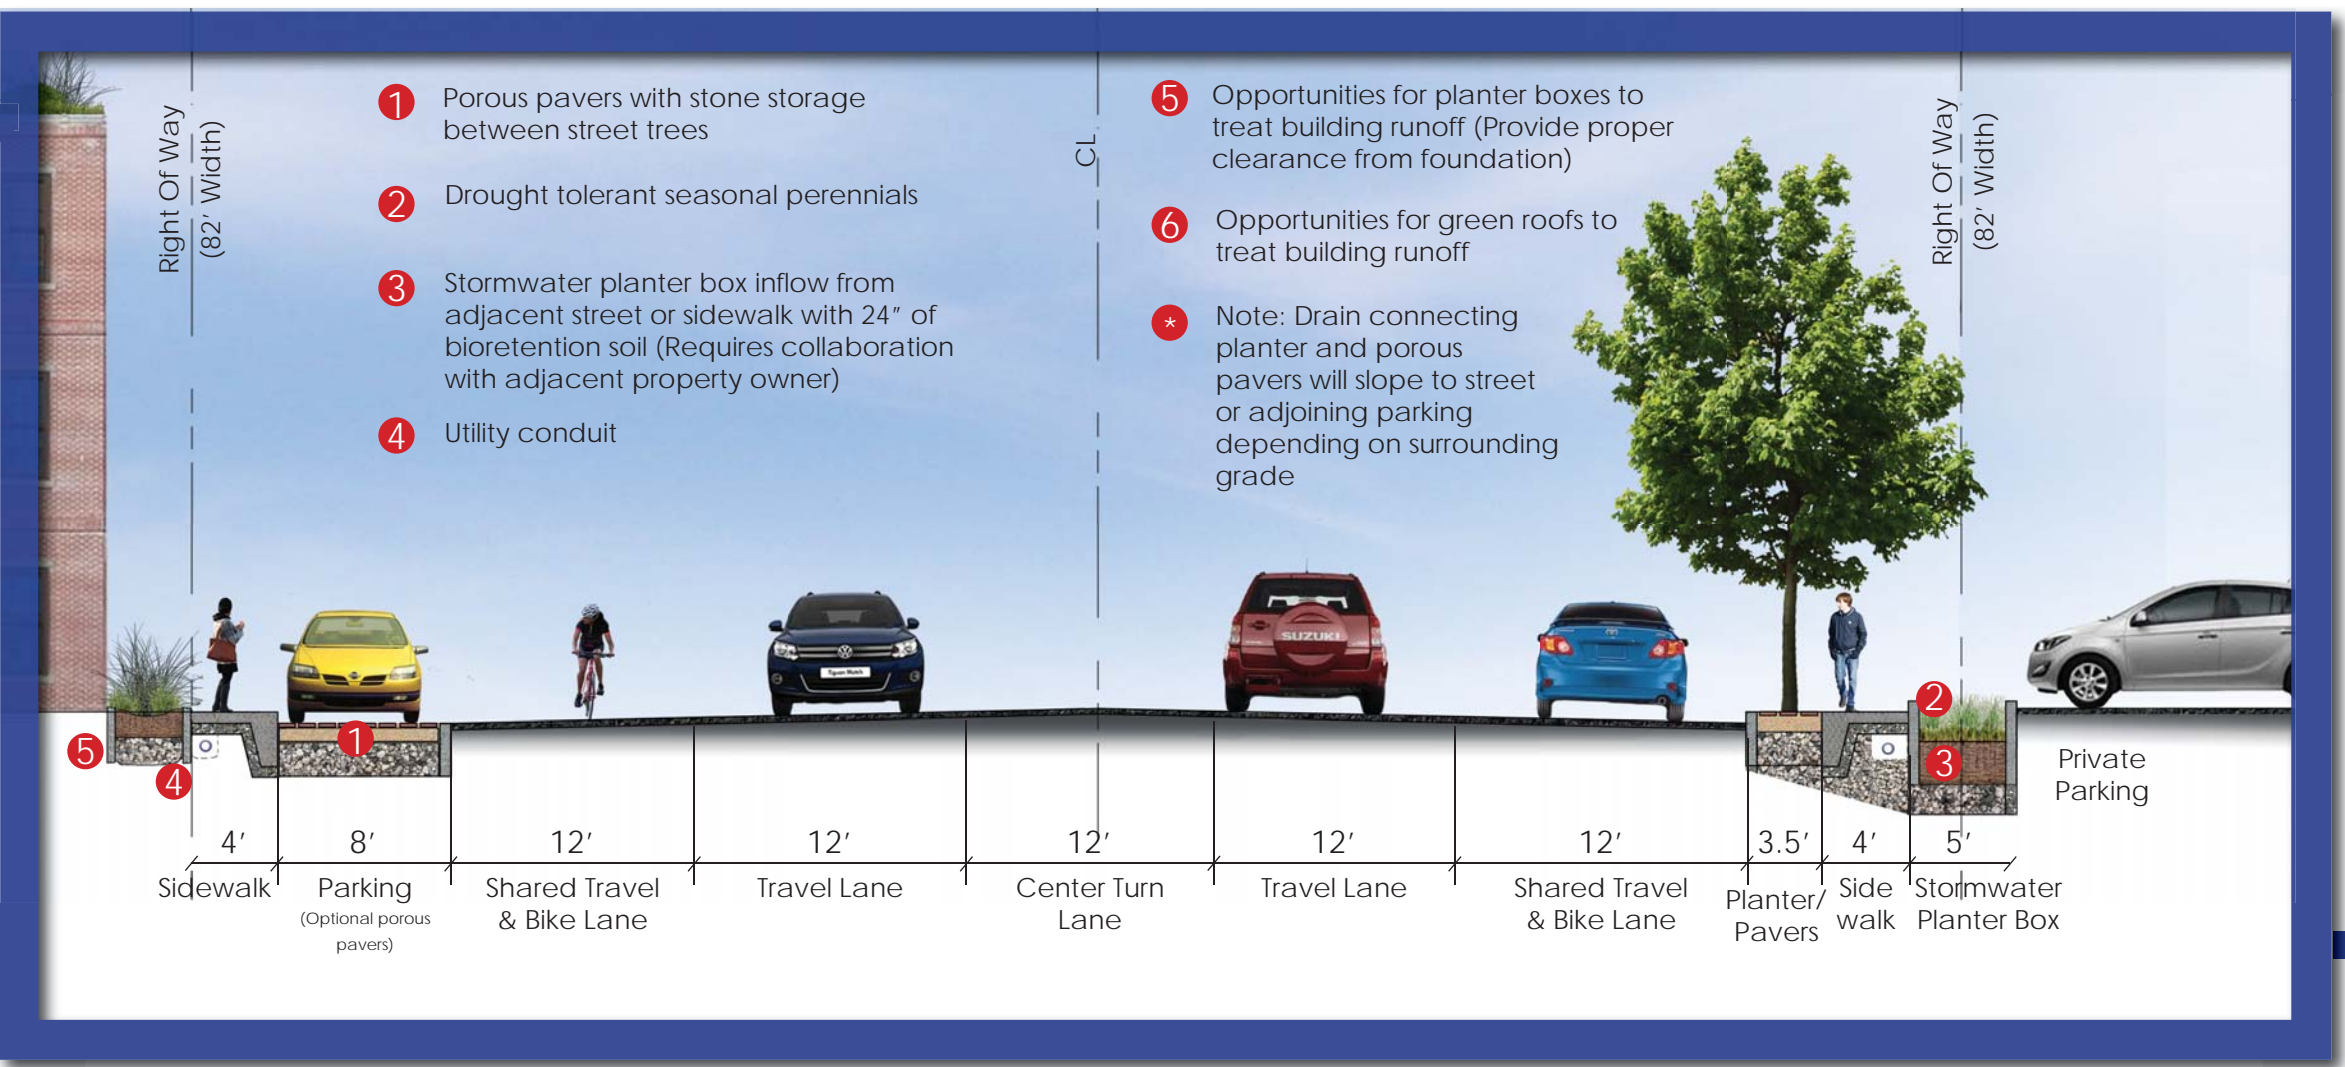 Right Of Way
(82' Width)
1
Porous pavers with stone storage
between street trees
2
Drought tolerant seasonal perennials
3
Stormwater planter box inflow from
adjacent street or sidewalk with 24" of
bioretention soil (Requires collaboration
with adjacent property owner)
4
Utility conduit
CL
5
Opportunities for planter boxes to
treat building runoff (Provide proper
clearance from foundation)
6
Opportunities for green roofs to
treat building runoff
*
Note: Drain connecting
planter and porous
pavers will slope to street
or adjoining parking
depending on surrounding
grade
Right Of Way
(82' Width)
SUZUKI
Tiguan Match
5
4
1
2
3
Private
Parking
4'
8'
12'
12'
12'
12'
12'
3.5'
4'
5'
Sidewalk
Parking
(Optional porous
pavers)
Shared Travel
& Bike Lane
Travel Lane
Center Turn
Lane
Travel Lane
Shared Travel
& Bike Lane
Planter/
Pavers
Side
walk
Stormwater
Planter Box